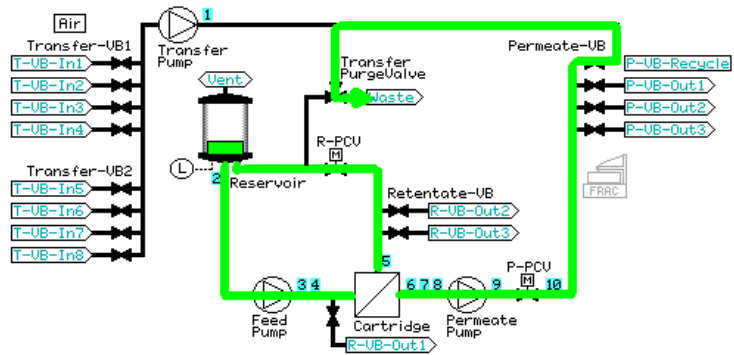 1
Air
Transfer-VB1
Transfer
Pump
Permeate-VB
T-VB-In1
T-VB-In2
T-VB-In3
T-VB-In4
Vent
Transfer
PurgeValve
Waste
P-VB-Recycle
P-VB-Out1
P-VB-Out2
P-VB-Out3
R-PCV
M
L
2
Reservoir
Transfer-VB2
T-VB-In5
T-VB-In6
T-VB-In7
T-VB-In8
FRAC
Retentate-VB
R-VB-Out2
R-VB-Out3
5
P-PCV
M
3 4
6 7 8
9
10
Feed
Pump
Cartridge
Permeate
Pump
R-VB-Out1